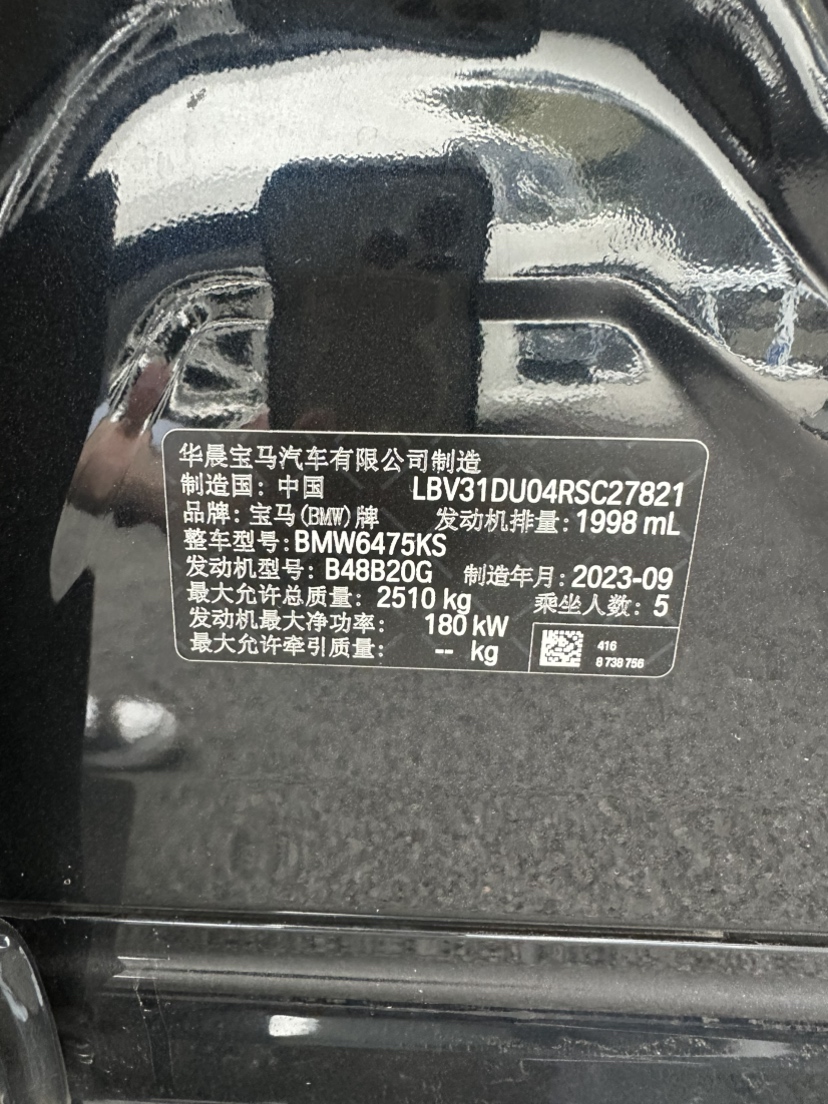 华晨宝马汽车有限公司制造
制造国：中国 LBV31DU04RSC27821
品牌：宝马(BMW)牌 发动机排量：1998 mL
整车型号：BMW6475KS
发动机型号：B48B20G 制造年月：2023-09
最大允许总质量：2510 kg 乘坐人数：5
发动机最大净功率：180 kW
最大允许牵引质量：-- kg
416
8 738 756